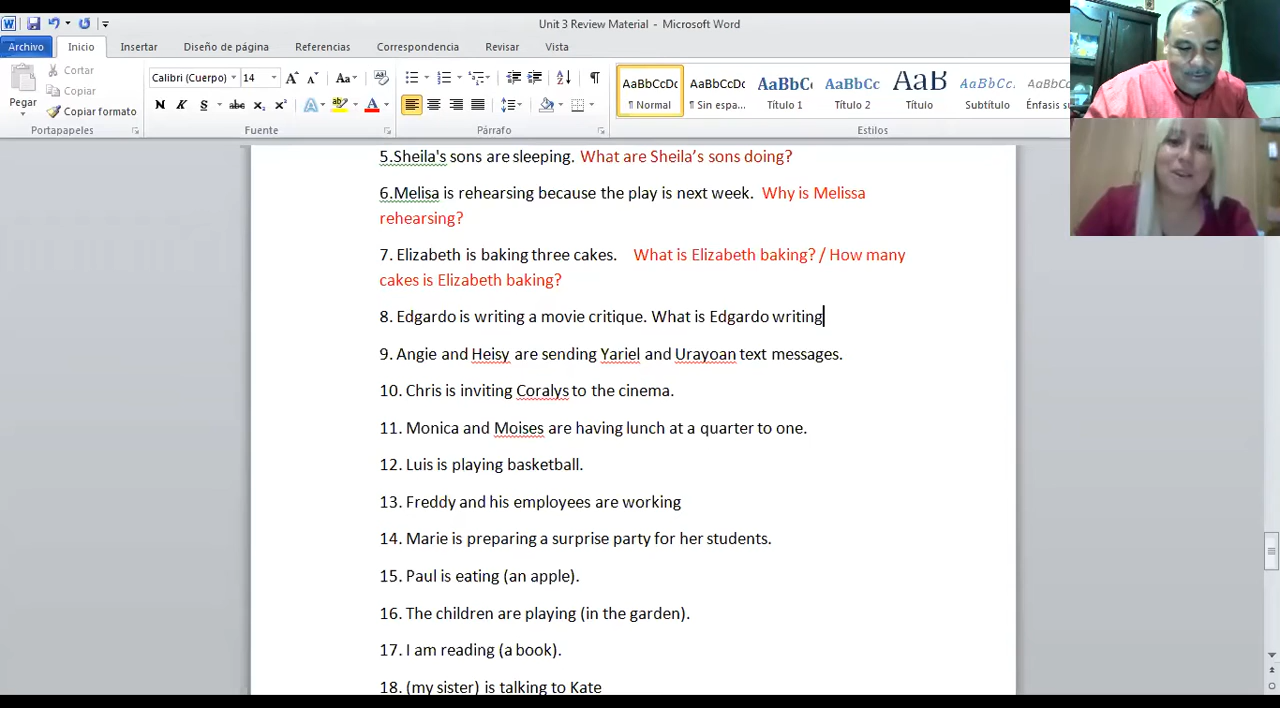 Unit 3 Review Material - Microsoft Word
Archivo Inicio Insertar Diseño de página Referencias Correspondencia Revisar Vista
Pegar
Cortar
Copiar
Copiar formato
Portapapeles
Calibri (Cuerpo) 14
N K S abc x₂ x²
Fuente
Párrafo
AaBbCcDc AaBbCcDc AaBbC( AaBbCc AaB AaBbCc. AaBbCc
¶ Normal ¶ Sin espa... Título 1 Título 2 Título Subtítulo Énfasis su
Estilos
5.Sheila's sons are sleeping. What are Sheila’s sons doing?
6.Melisa is rehearsing because the play is next week. Why is Melissa
rehearsing?
7. Elizabeth is baking three cakes. What is Elizabeth baking? / How many
cakes is Elizabeth baking?
8. Edgardo is writing a movie critique. What is Edgardo writing
9. Angie and Heisy are sending Yariel and Urayoan text messages.
10. Chris is inviting Coralys to the cinema.
11. Monica and Moises are having lunch at a quarter to one.
12. Luis is playing basketball.
13. Freddy and his employees are working
14. Marie is preparing a surprise party for her students.
15. Paul is eating (an apple).
16. The children are playing (in the garden).
17. I am reading (a book).
18. (my sister) is talking to Kate